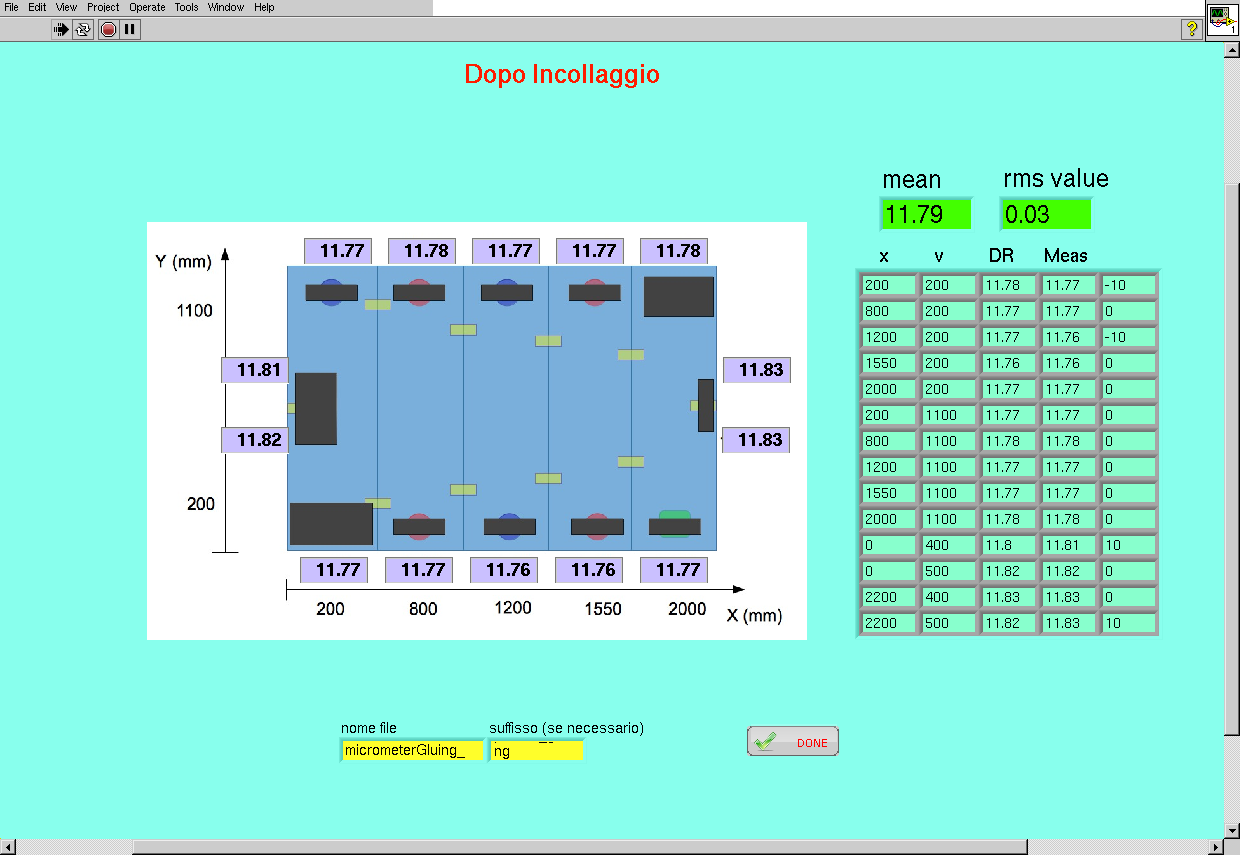 File Edit View Project Operate Tools Window Help
?
1
Dopo Incollaggio
mean rms value
11.79 0.03
x v DR Meas
200 200 11.78 11.77 -10
800 200 11.77 11.77 0
1200 200 11.77 11.76 -10
1550 200 11.76 11.76 0
2000 200 11.77 11.77 0
200 1100 11.77 11.77 0
800 1100 11.78 11.78 0
1200 1100 11.77 11.77 0
1550 1100 11.77 11.77 0
2000 1100 11.78 11.78 0
0 400 11.8 11.81 10
0 500 11.82 11.82 0
2200 400 11.83 11.83 0
2200 500 11.82 11.83 10
11.77 11.78 11.77 11.77 11.78
Y (mm)
1100
11.81 11.83
11.82 11.83
200
11.77 11.77 11.76 11.76 11.77
200 800 1200 1550 2000 X (mm)
nome file suffisso (se necessario)
micrometerGluing_ ng
DONE